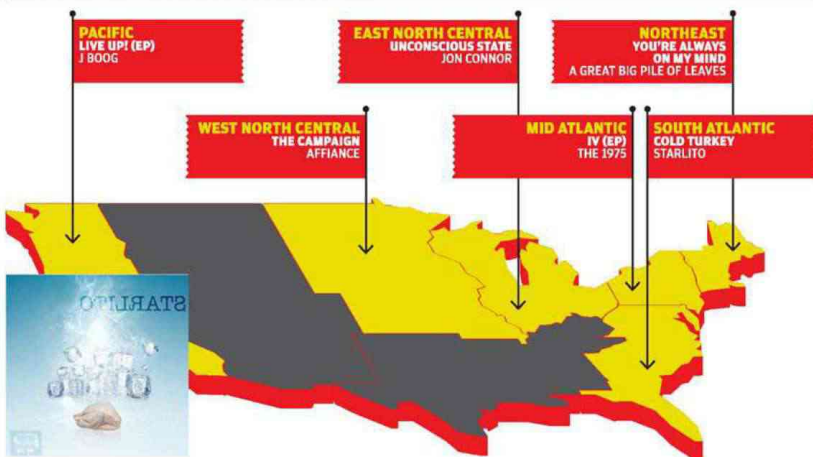 PACIFIC
LIVE UP! (EP)
J BOOG
EAST NORTH CENTRAL
UNCONSCIOUS STATE
JON CONNOR
NORTHEAST
YOU'RE ALWAYS
ON MY MIND
A GREAT BIG PILE OF LEAVES
WEST NORTH CENTRAL
THE CAMPAIGN
AFFIANCE
MID ATLANTIC
IV (EP)
THE 1975
SOUTH ATLANTIC
COLD TURKEY
STARLITO
STARLITO